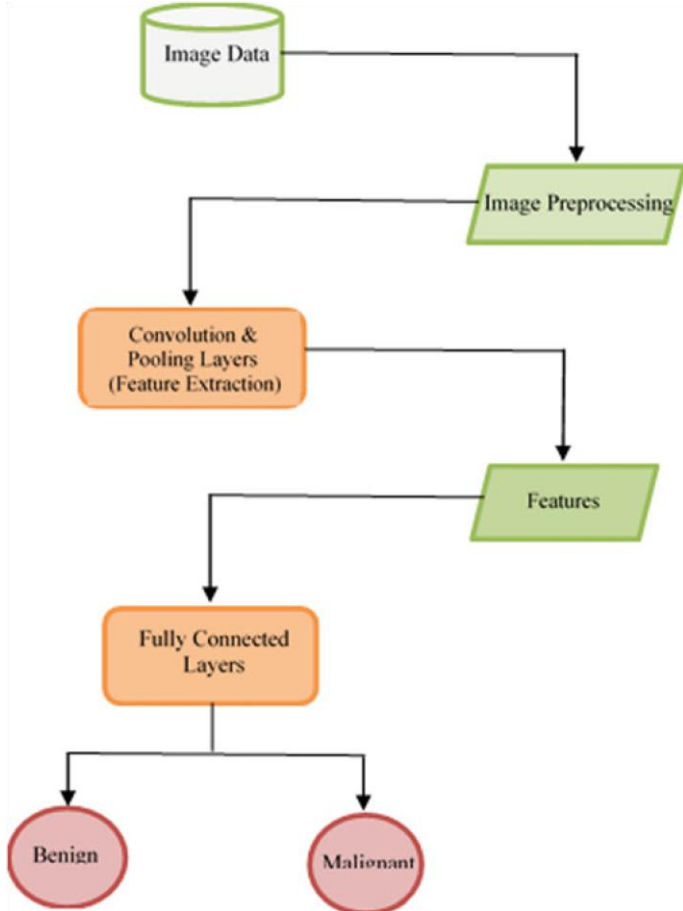 Image Data
Image Preprocessing
Convolution &
Pooling Layers
(Feature Extraction)
Features
Fully Connected
Layers
Benign
Malignant